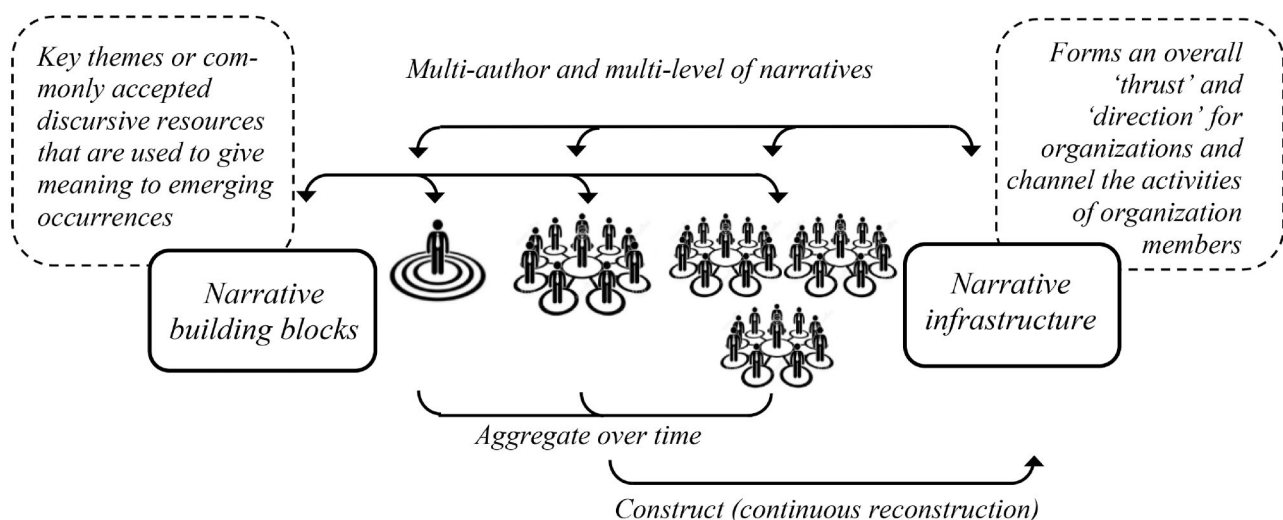 Key themes or com-
monly accepted
discursive resources
that are used to give
meaning to emerging
occurrences
Narrative
building blocks
Multi-author and multi-level of narratives
Forms an overall
‘thrust’ and
‘direction’ for
organizations and
channel the activities
of organization
members
Narrative
infrastructure
Aggregate over time
Construct (continuous reconstruction)